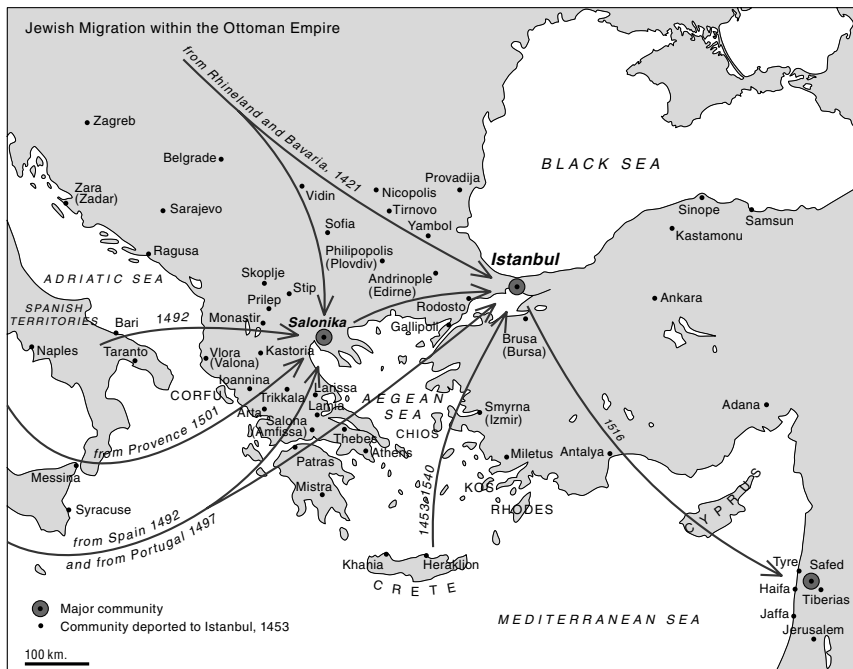 Jewish Migration within the Ottoman Empire
from Rhineland and Bavaria, 1421
Zagreb
Belgrade
BLACK SEA
Zara
(Zadar)
Sarajevo
Vidin
Nicopolis
Provadija
Tirnovo
Sinope
Samsun
Kastamonu
Sofia
Yambol
Ragusa
Philipopolis
(Plovdiv)
Istanbul
ADRIATIC SEA
Skoplje
Stip
Andrinople
(Edirne)
SPANISH
TERRITORIES
Prilep
Rodosto
Ankara
Bari
1492
Monastir
Salonika
Gallipoli
Brusa
(Bursa)
Naples
Taranto
Vlora
(Valona)
Kastoria
CORFU
Ioannina
Trikkala
Larissa
AEGEAN
SEA
Arta
Lamia
Smyrna
(Izmir)
Adana
1516
from Provence 1501
Salona
(Amfissa)
Thebee
CHIOS
Athens
Miletus
Antalya
Messina
Patras
KOS
Mistra
RHODES
CYPRUS
Syracuse
from Spain 1492
and from Portugal 1497
1453-1540
Khania
Heraklion
CRETE
Tyre
Safed
Haifa
Tiberias
Major community
Jaffa
MEDITERRANEAN SEA
Community deported to Istanbul, 1453
Jerusalem
100 km.